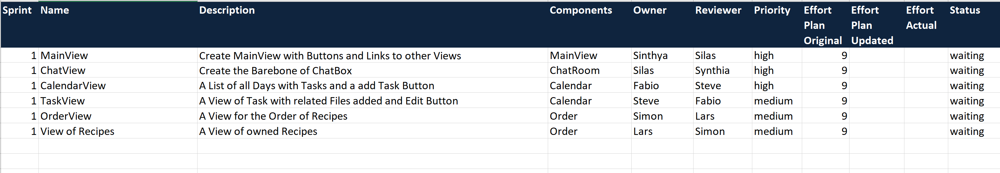 Sprint Name Description Components Owner Reviewer Priority Effort Plan Original Effort Plan Updated Effort Actual Status
1 MainView Create MainView with Buttons and Links to other Views MainView Sinthya Silas high 9 waiting
1 ChatView Create the Barebone of ChatBox ChatRoom Silas Synthia high 9 waiting
1 CalendarView A List of all Days with Tasks and a add Task Button Calendar Fabio Steve high 9 waiting
1 TaskView A View of Task with related Files added and Edit Button Calendar Steve Fabio medium 9 waiting
1 OrderView A View for the Order of Recipes Order Simon Lars medium 9 waiting
1 View of Recipes A View of owned Recipes Order Lars Simon medium 9 waiting